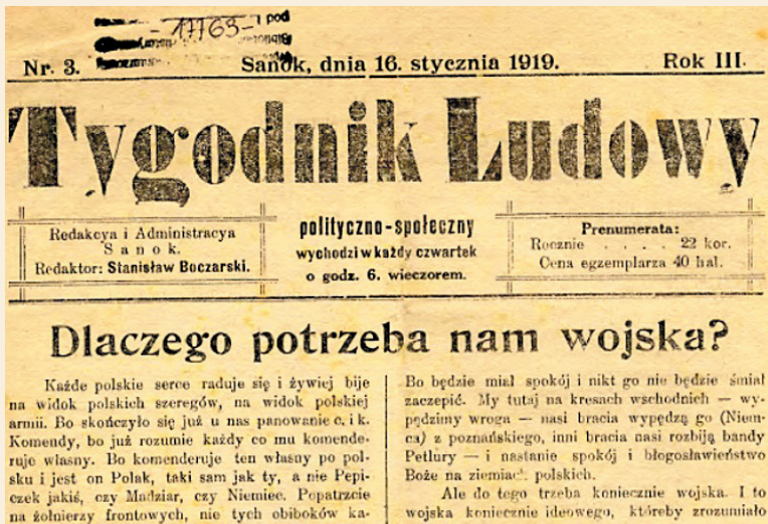 - 17763 -
i pod
Nr. 3.
Sanok, dnia 16. stycznia 1919.
Rok III.
Tygodnik Ludowy
Redakcya i Administracya
Sanok.
Redaktor: Stanisław Boczarski.
polityczno-społeczny
wychodzi w każdy czwartek
o godz. 6. wieczorem.
Prenumerata:
Rocznie . . . . 22 kor.
Cena egzemplarza 40 hal.
Dlaczego potrzeba nam wojska?
Każde polskie serce raduje się i żywiej bije
na widok polskich szeregów, na widok polskiej
armii. Bo skończyło się już u nas panowanie c. i k.
Komendy, bo już rozumie każdy co mu komende-
ruje własny. Bo komenderuje ten własny po pol-
sku i jest on Polak, taki sam jak ty, a nie Pepi-
czek jakiś, czy Madziar, czy Niemiec. Popatrzcie
na żołnierzy frontowych, nie tych obiboków ka-
Bo będzie miał spokój i nikt go nie będzie śmiał
zaczepić. My tutaj na kresach wschodnich — wy-
pędzimy wroga — nasi bracia wypędzą go (Niem-
ca) z poznańskiego, inni bracia nasi rozbiją bandy
Petlury — i nastanie spokój i błogosławieństwo
Boże na ziemiac. polskich.
Ale do tego trzeba koniecznie wojska. I to
wojska koniecznie ideowego, któreby zrozumiało